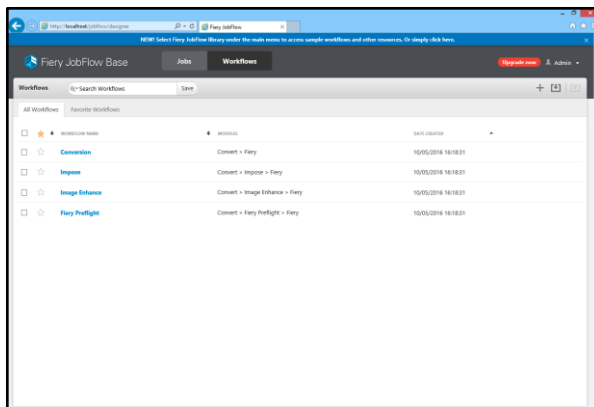 http://localhost/jobflow/designer
Fiery JobFlow
NEW! Select Fiery JobFlow library under the main menu to access sample workflows and other resources. Or simply click here.
Fiery JobFlow Base Jobs Workflows Upgrade now Admin
Workflows Search Workflows Save
All Workflows Favorite Workflows
WORKFLOW NAME MODULES DATE CREATED
Conversion Convert > Fiery 10/05/2016 16:18:31
Impose Convert > Impose > Fiery 10/05/2016 16:18:31
Image Enhance Convert > Image Enhance > Fiery 10/05/2016 16:18:31
Fiery Preflight Convert > Fiery Preflight > Fiery 10/05/2016 16:18:31